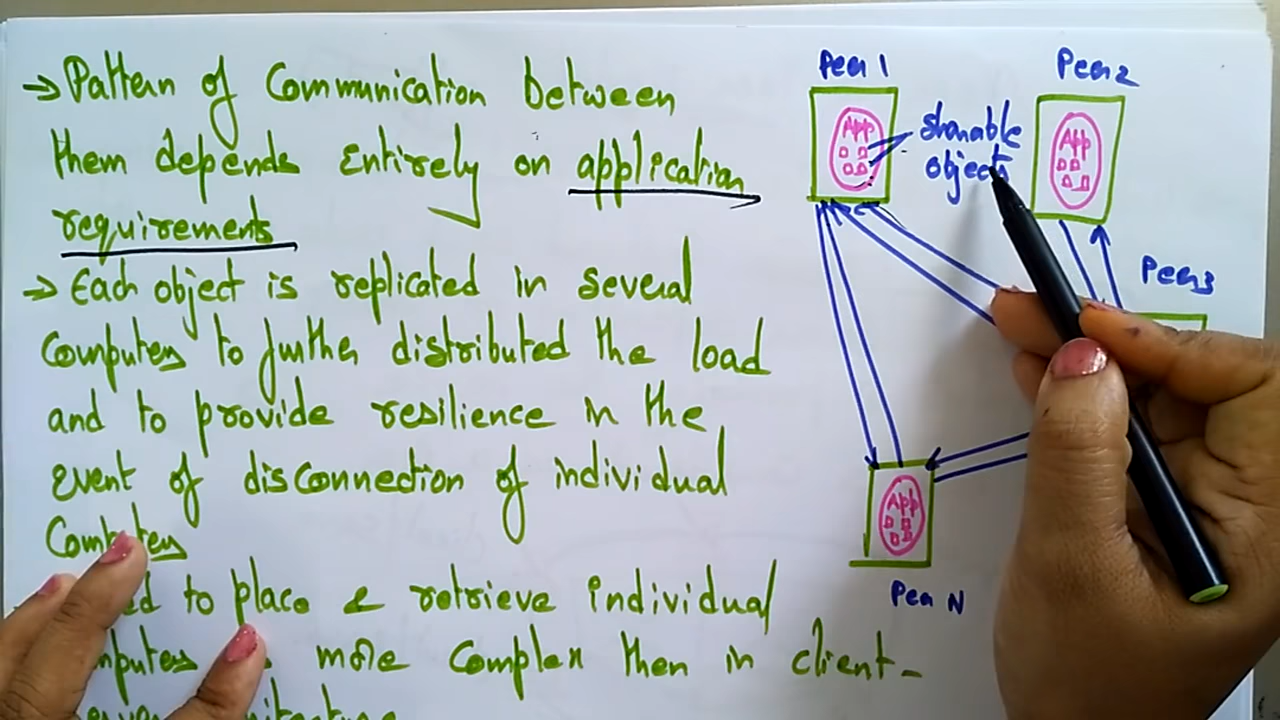 → Pattern of Communication between
them depends Entirely on application
requirements
→ Each object is replicated in several
Computers to further distributed the load
and to provide resilience in the
Event of disconnection of individual
Computers
to place & retrieve individual
is more Complex then in client-
Peer 1
App
sharable
objects
Peer 2
App
Peer 3
App
Peer N